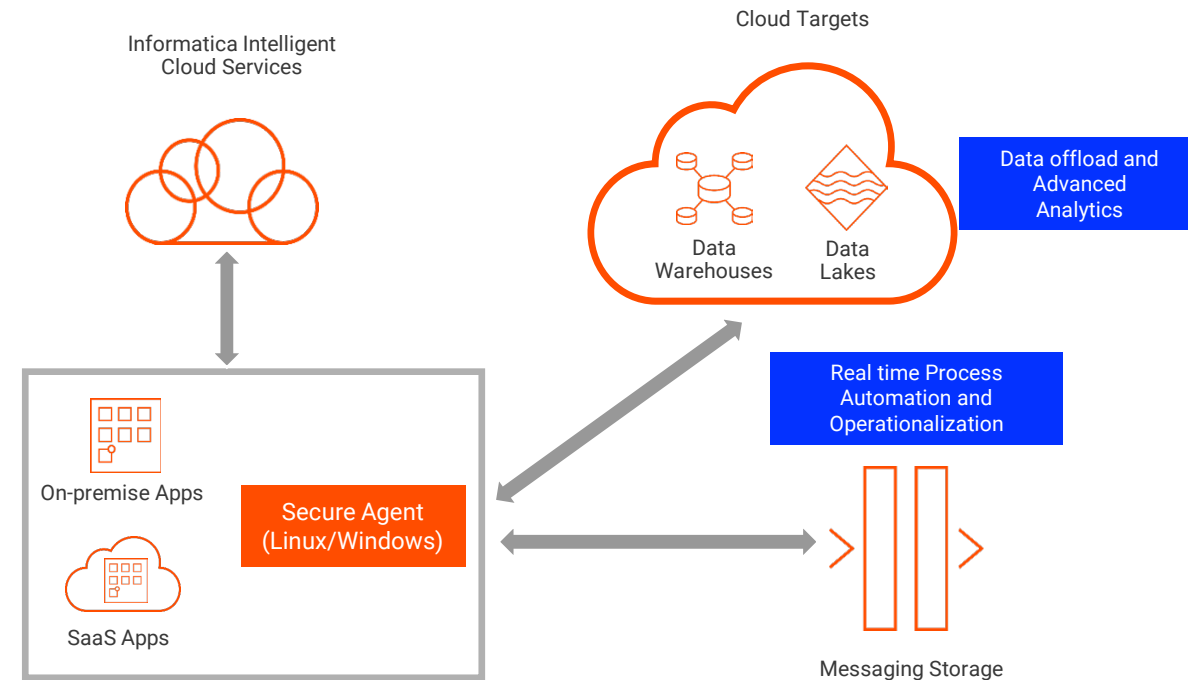 Informatica Intelligent
Cloud Services
Cloud Targets
Data
Warehouses
Data
Lakes
Data offload and
Advanced
Analytics
Real time Process
Automation and
Operationalization
On-premise Apps
Secure Agent
(Linux/Windows)
SaaS Apps
Messaging Storage